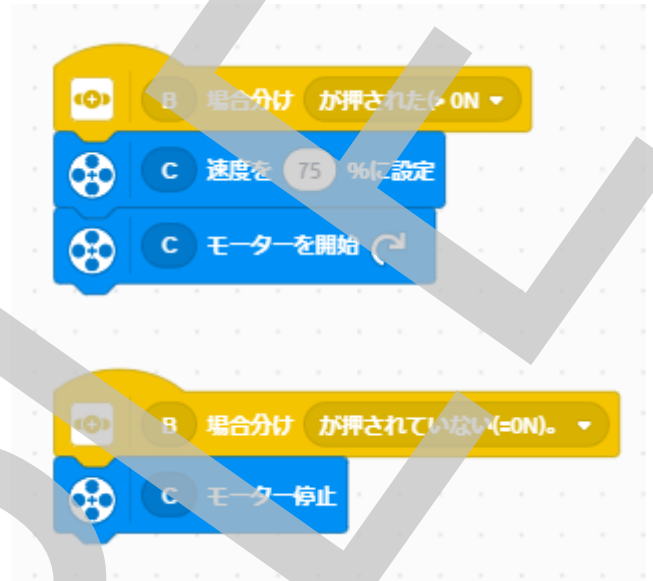 B 場合分け が押された(> 0N
C 速度を 75 %に設定
C モーターを開始
B 場合分け が押されていない(=0N)。
C モーター停止